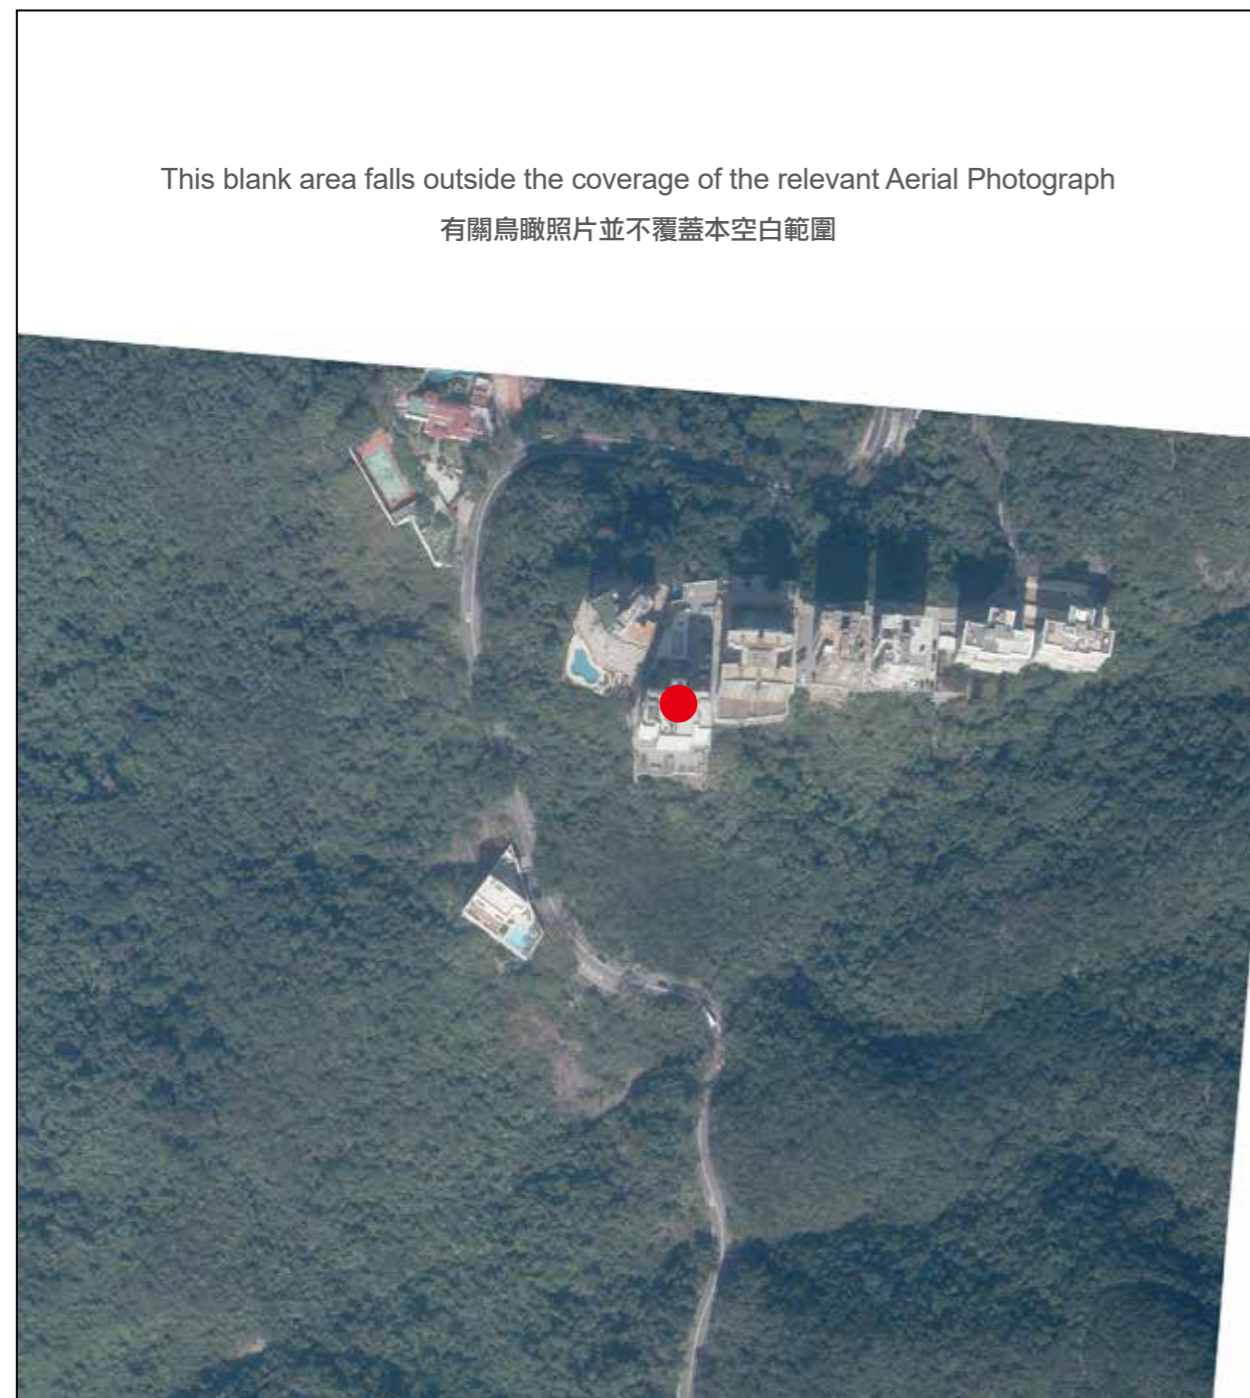 This blank area falls outside the coverage of the relevant Aerial Photograph
有關鳥瞰照片並不覆蓋本空白範圍